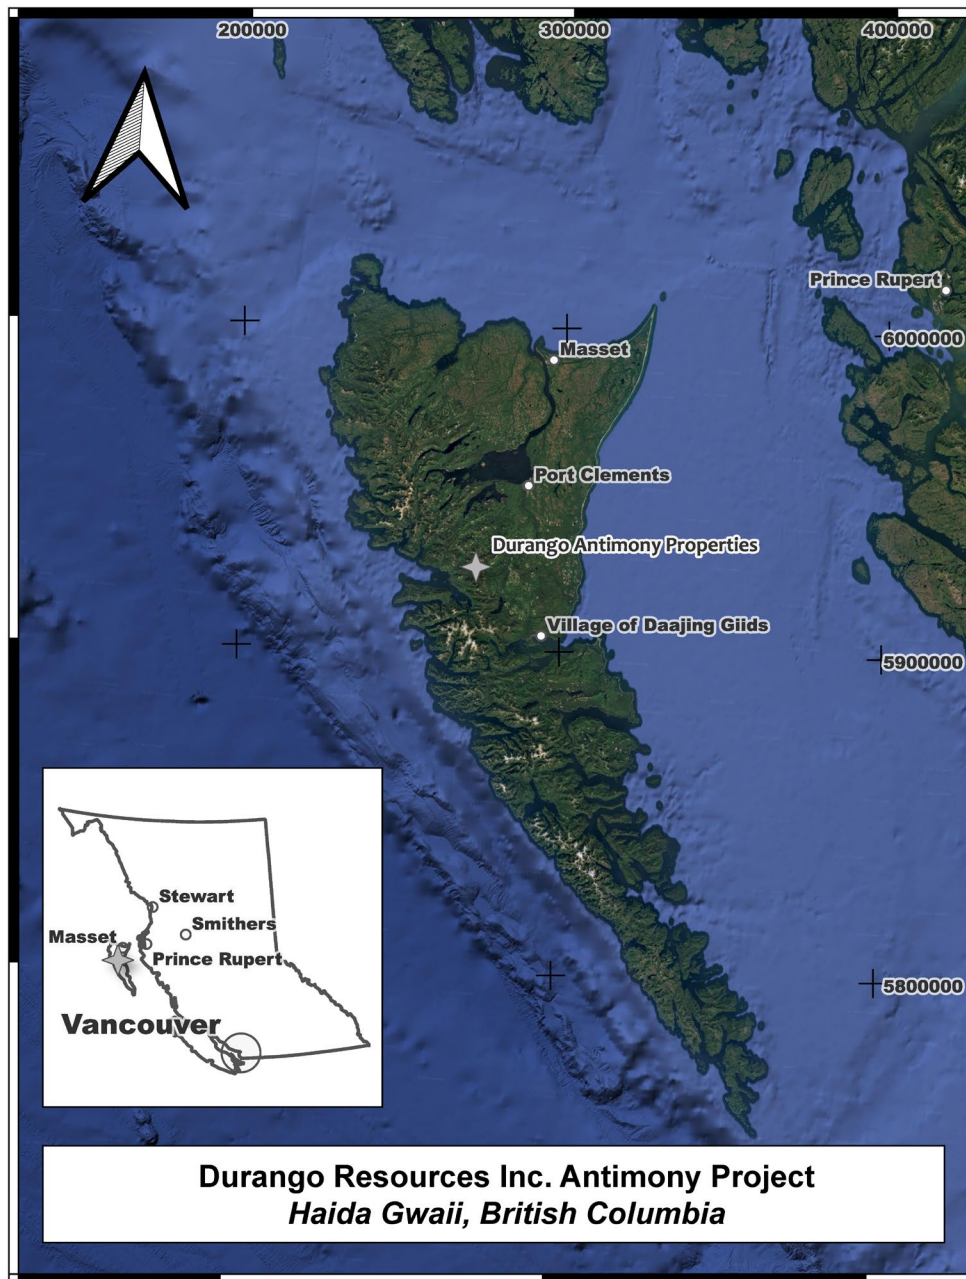 200000
300000
400000
Prince Rupert
6000000
Masset
Port Clements
Durango Antimony Properties
Village of Daajing Giids
5900000
Stewart
Smithers
Masset
Prince Rupert
Vancouver
5800000
Durango Resources Inc. Antimony Project
Haida Gwaii, British Columbia